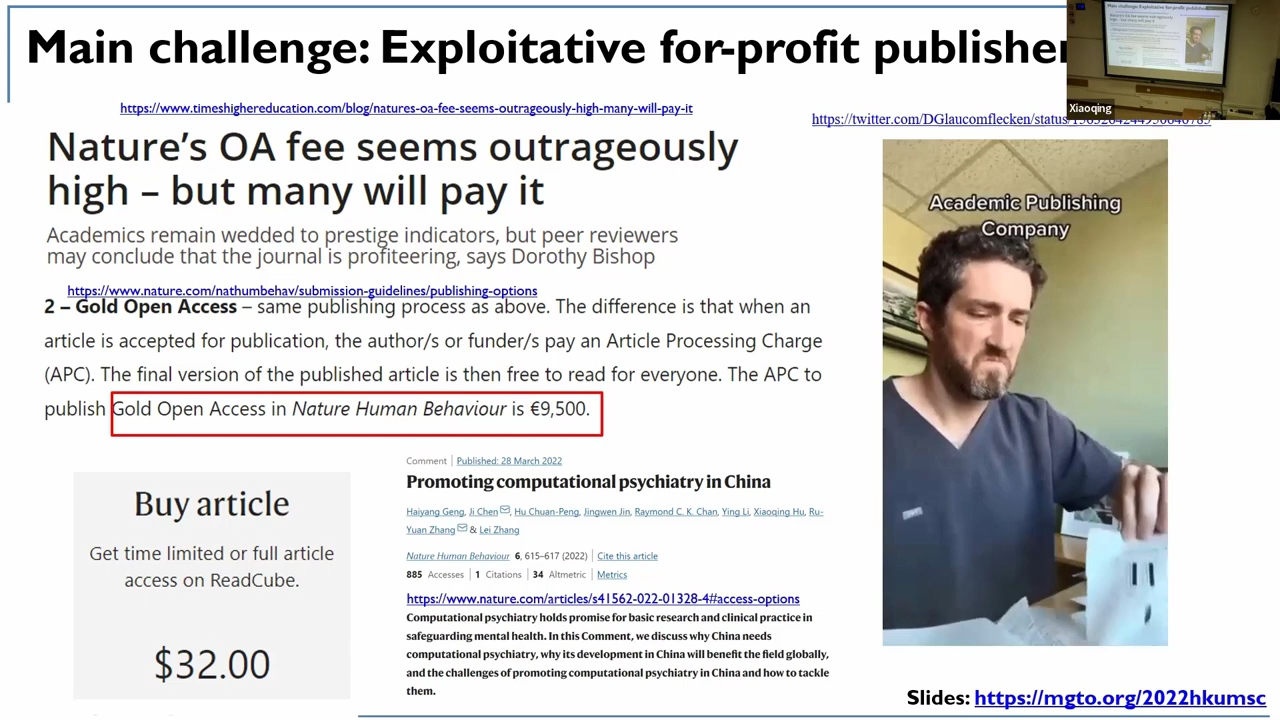 Main challenge: Exploitative for-profit publisher
Xiaoqing
https://www.timeshighereducation.com/blog/natures-oa-fee-seems-outrageously-high-many-will-pay-it
https://twitter.com/DGlaucomflecken/status/
Nature's OA fee seems outrageously
high – but many will pay it
Academics remain wedded to prestige indicators, but peer reviewers
may conclude that the journal is profiteering, says Dorothy Bishop
https://www.nature.com/nathumbehav/submission-guidelines/publishing-options
2 – Gold Open Access – same publishing process as above. The difference is that when an
article is accepted for publication, the author/s or funder/s pay an Article Processing Charge
(APC). The final version of the published article is then free to read for everyone. The APC to
publish Gold Open Access in Nature Human Behaviour is €9,500.
Academic Publishing
Company
Buy article
Get time limited or full article
access on ReadCube.
$32.00
Comment | Published: 28 March 2022
Promoting computational psychiatry in China
Haiyang Geng, Ji Chen, Hu Chuan-Peng, Jingwen Jin, Raymond C. K. Chan, Ying Li, Xiaoqing Hu, Ru-
Yuan Zhang & Lei Zhang
Nature Human Behaviour 6, 615–617 (2022) | Cite this article
885 Accesses | 1 Citations | 34 Altmetric | Metrics
https://www.nature.com/articles/s41562-022-01328-4#access-options
Computational psychiatry holds promise for basic research and clinical practice in
safeguarding mental health. In this Comment, we discuss why China needs
computational psychiatry, why its development in China will benefit the field globally,
and the challenges of promoting computational psychiatry in China and how to tackle
them.
Slides: https://mgto.org/2022hkumsc